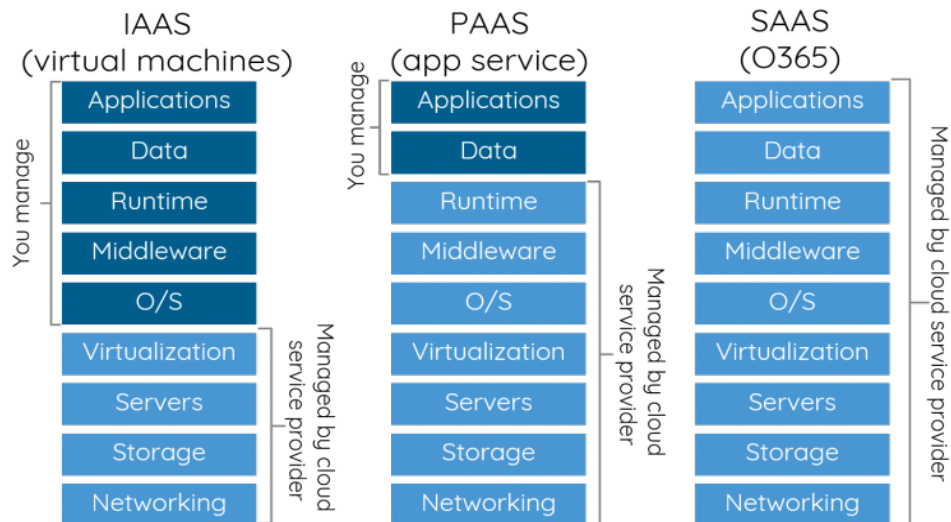 IAAS
(virtual machines)
You manage
Applications
Data
Runtime
Middleware
O/S
Virtualization
Servers
Storage
Networking
Managed by cloud
service provider
PAAS
(app service)
You manage
Applications
Data
Runtime
Middleware
O/S
Virtualization
Servers
Storage
Networking
Managed by cloud
service provider
SAAS
(O365)
Applications
Data
Runtime
Middleware
O/S
Virtualization
Servers
Storage
Networking
Managed by cloud service provider